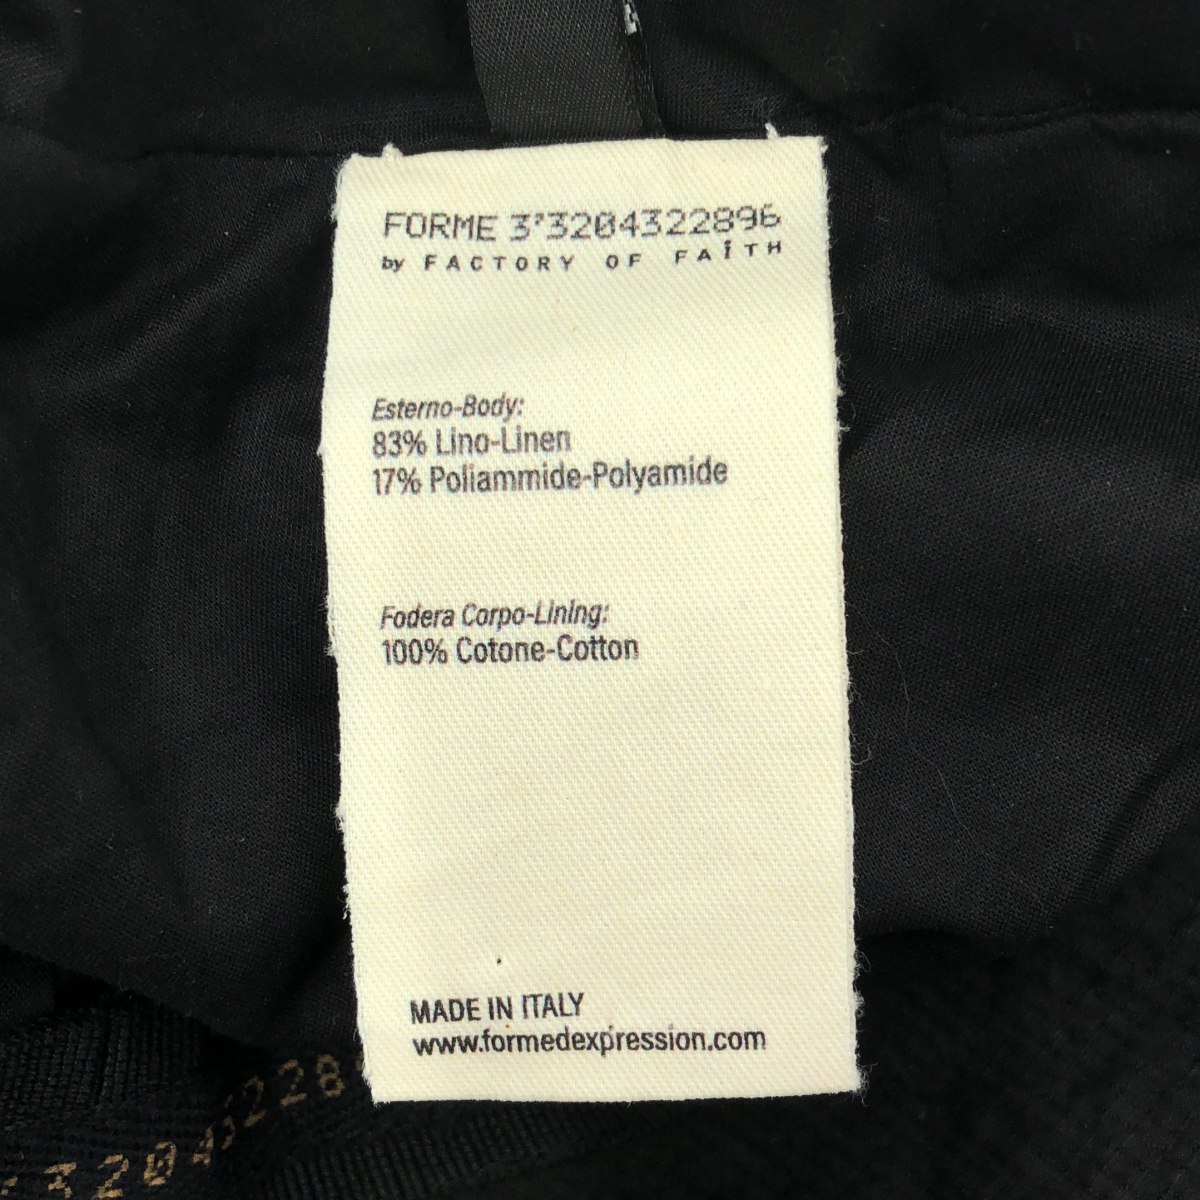 FORME 3'3204322896
by FACTORY OF FAiTH
Esterno-Body:
83% Lino-Linen
17% Poliammide-Polyamide
Fodera Corpo-Lining:
100% Cotone-Cotton
MADE IN ITALY
www.formedexpression.com
32043228